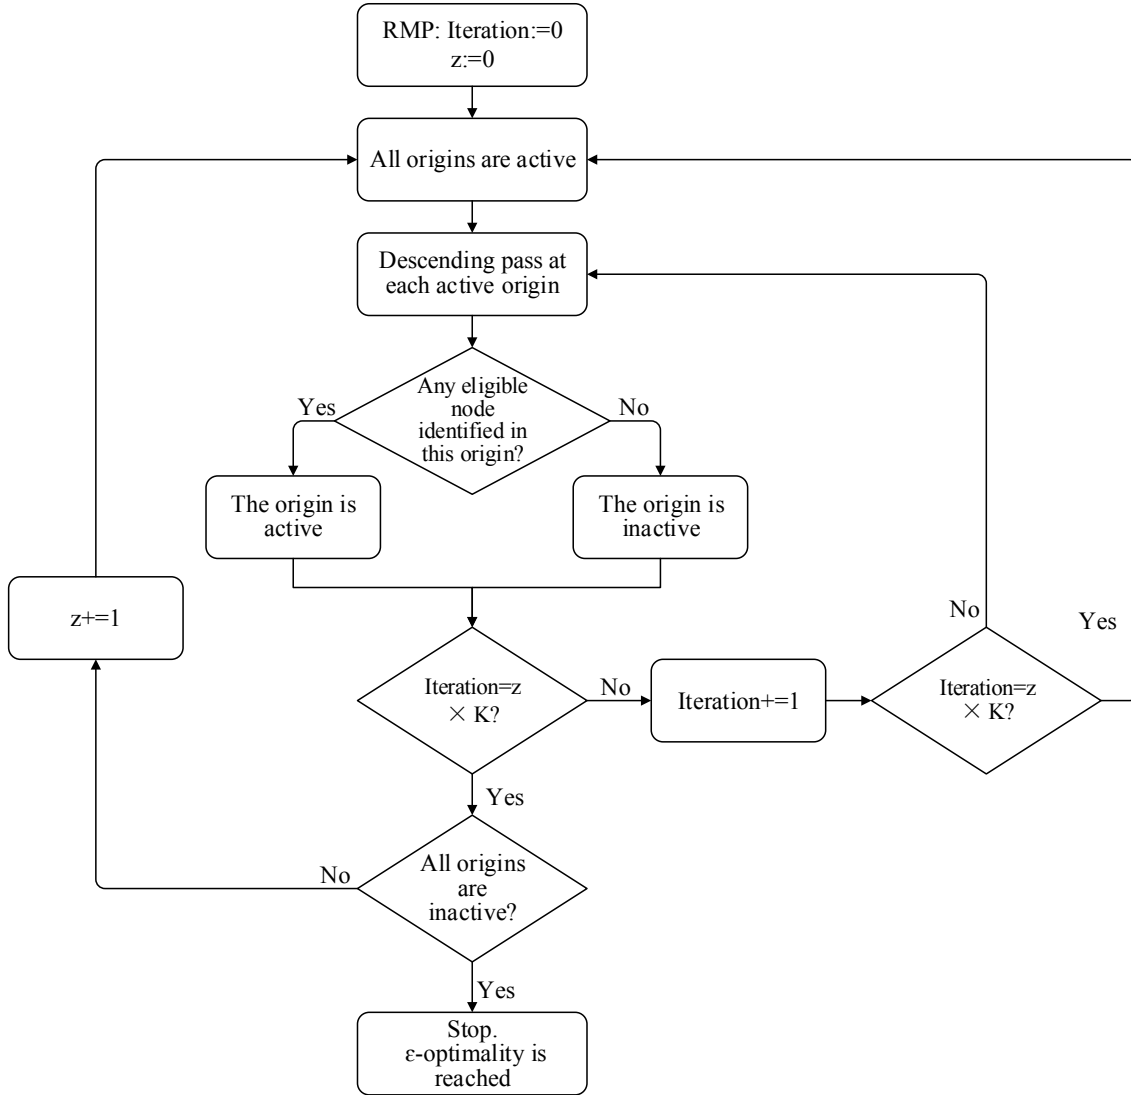 RMP: Iteration:=0
z:=0
All origins are active
Descending pass at
each active origin
Any eligible
node
identified in
this origin?
Yes
No
The origin is
active
The origin is
inactive
z+=1
Iteration=z
× K?
No
Iteration+=1
Iteration=z
× K?
No
Yes
Yes
All origins
are
inactive?
No
Yes
Stop.
ε-optimality is
reached